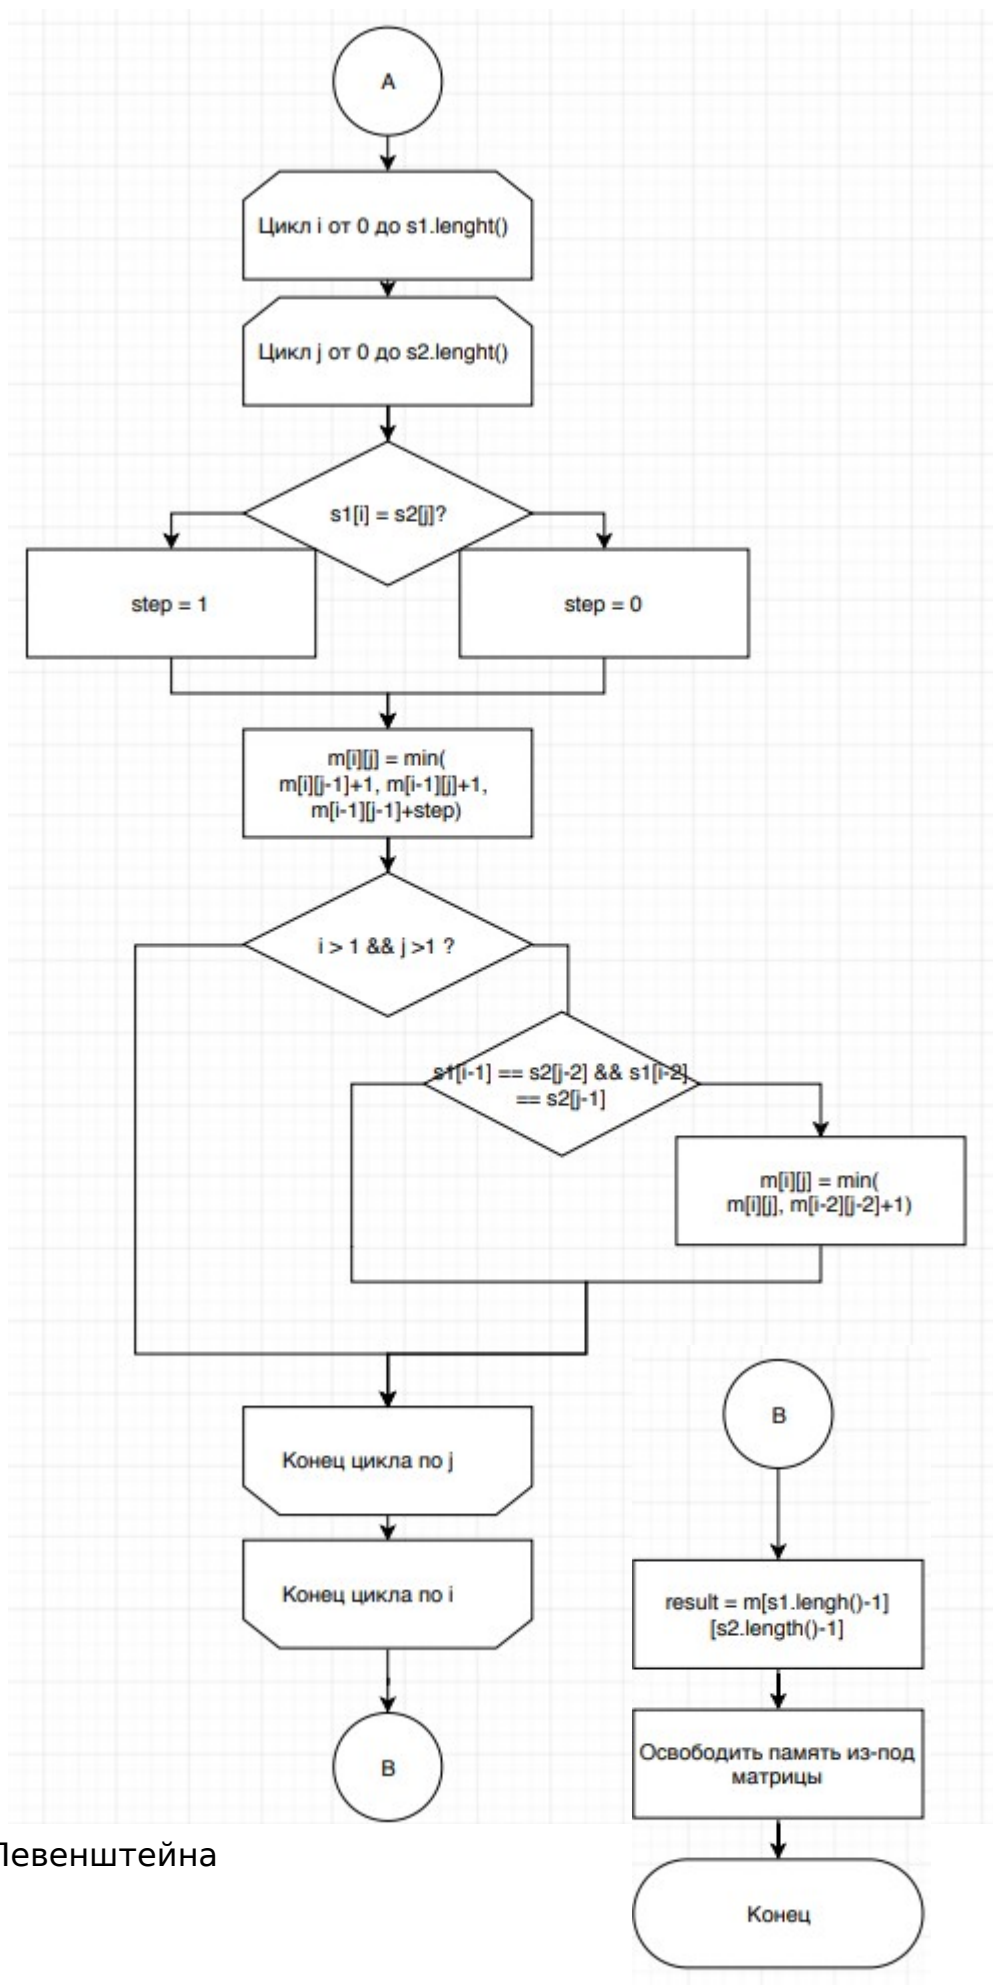 A
Цикл i от 0 до s1.lenght()
Цикл j от 0 до s2.lenght()
s1[i] = s2[j]?
step = 1
step = 0
m[i][j] = min(
m[i][j-1]+1, m[i-1][j]+1,
m[i-1][j-1]+step)
i > 1 && j >1 ?
s1[i-1] == s2[j-2] && s1[i-2]
== s2[j-1]
m[i][j] = min(
m[i][j], m[i-2][j-2]+1)
Конец цикла по j
Конец цикла по i
B
B
result = m[s1.lengh()-1]
[s2.length()-1]
Освободить память из-под
матрицы
Конец
Левенштейна